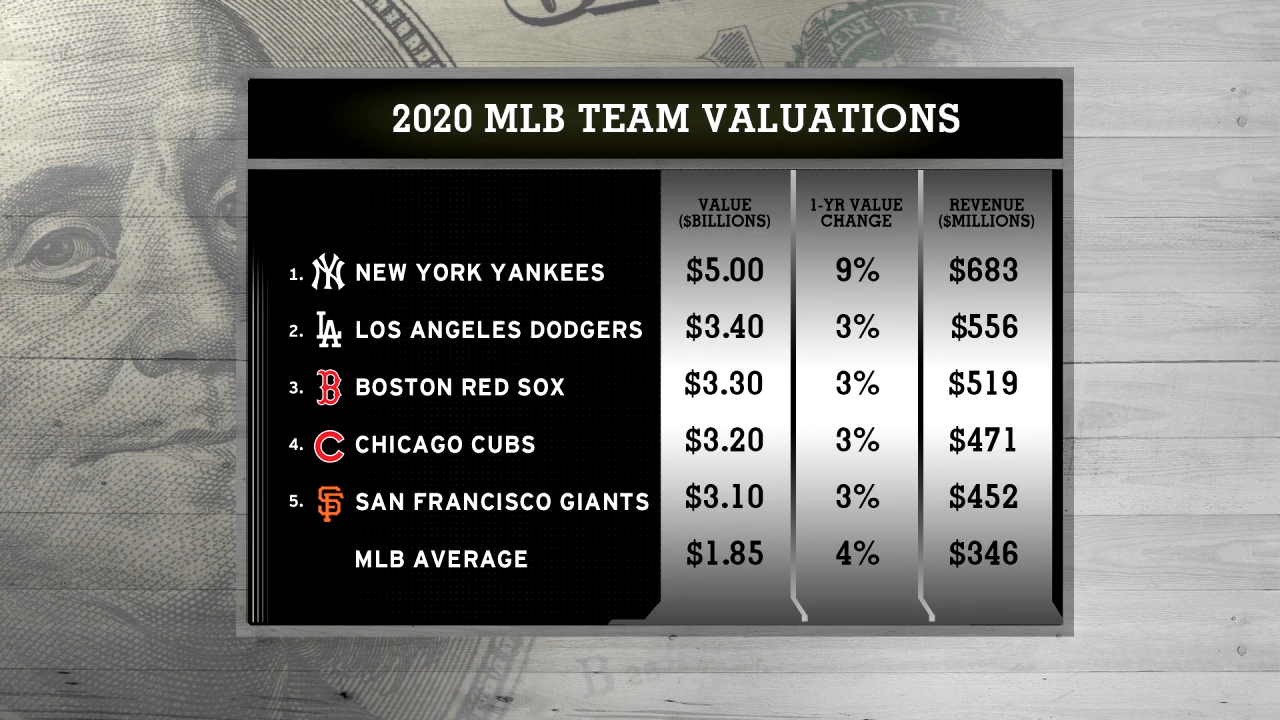 2020 MLB TEAM VALUATIONS
VALUE 1-YR VALUE REVENUE
($BILLIONS) CHANGE ($MILLIONS)
1. NY NEW YORK YANKEES $5.00 9% $683
2. LA LOS ANGELES DODGERS $3.40 3% $556
3. B BOSTON RED SOX $3.30 3% $519
4. C CHICAGO CUBS $3.20 3% $471
5. SF SAN FRANCISCO GIANTS $3.10 3% $452
MLB AVERAGE $1.85 4% $346